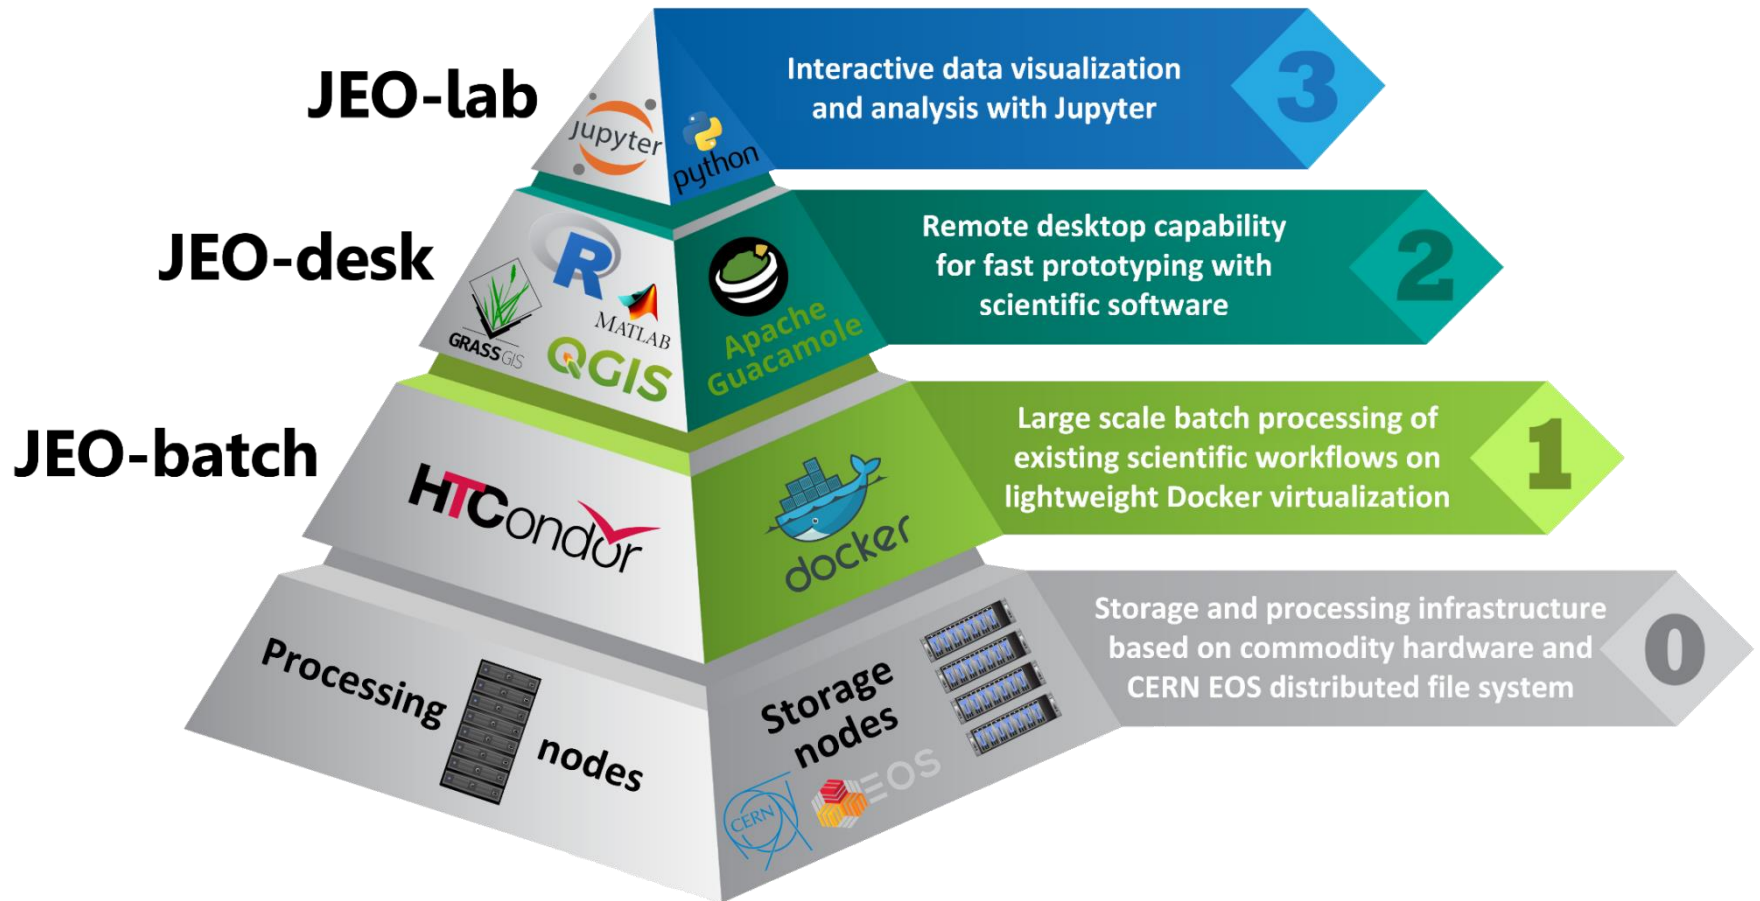 JEO-lab
Jupyter
python
Interactive data visualization
and analysis with Jupyter
3
JEO-desk
R
MATLAB
GRASS GIS
QGIS
Apache
Guacamole
Remote desktop capability
for fast prototyping with
scientific software
2
JEO-batch
HTCondor
docker
Large scale batch processing of
existing scientific workflows on
lightweight Docker virtualization
1
Processing
nodes
Storage
nodes
CERN
EOS
Storage and processing infrastructure
based on commodity hardware and
CERN EOS distributed file system
0